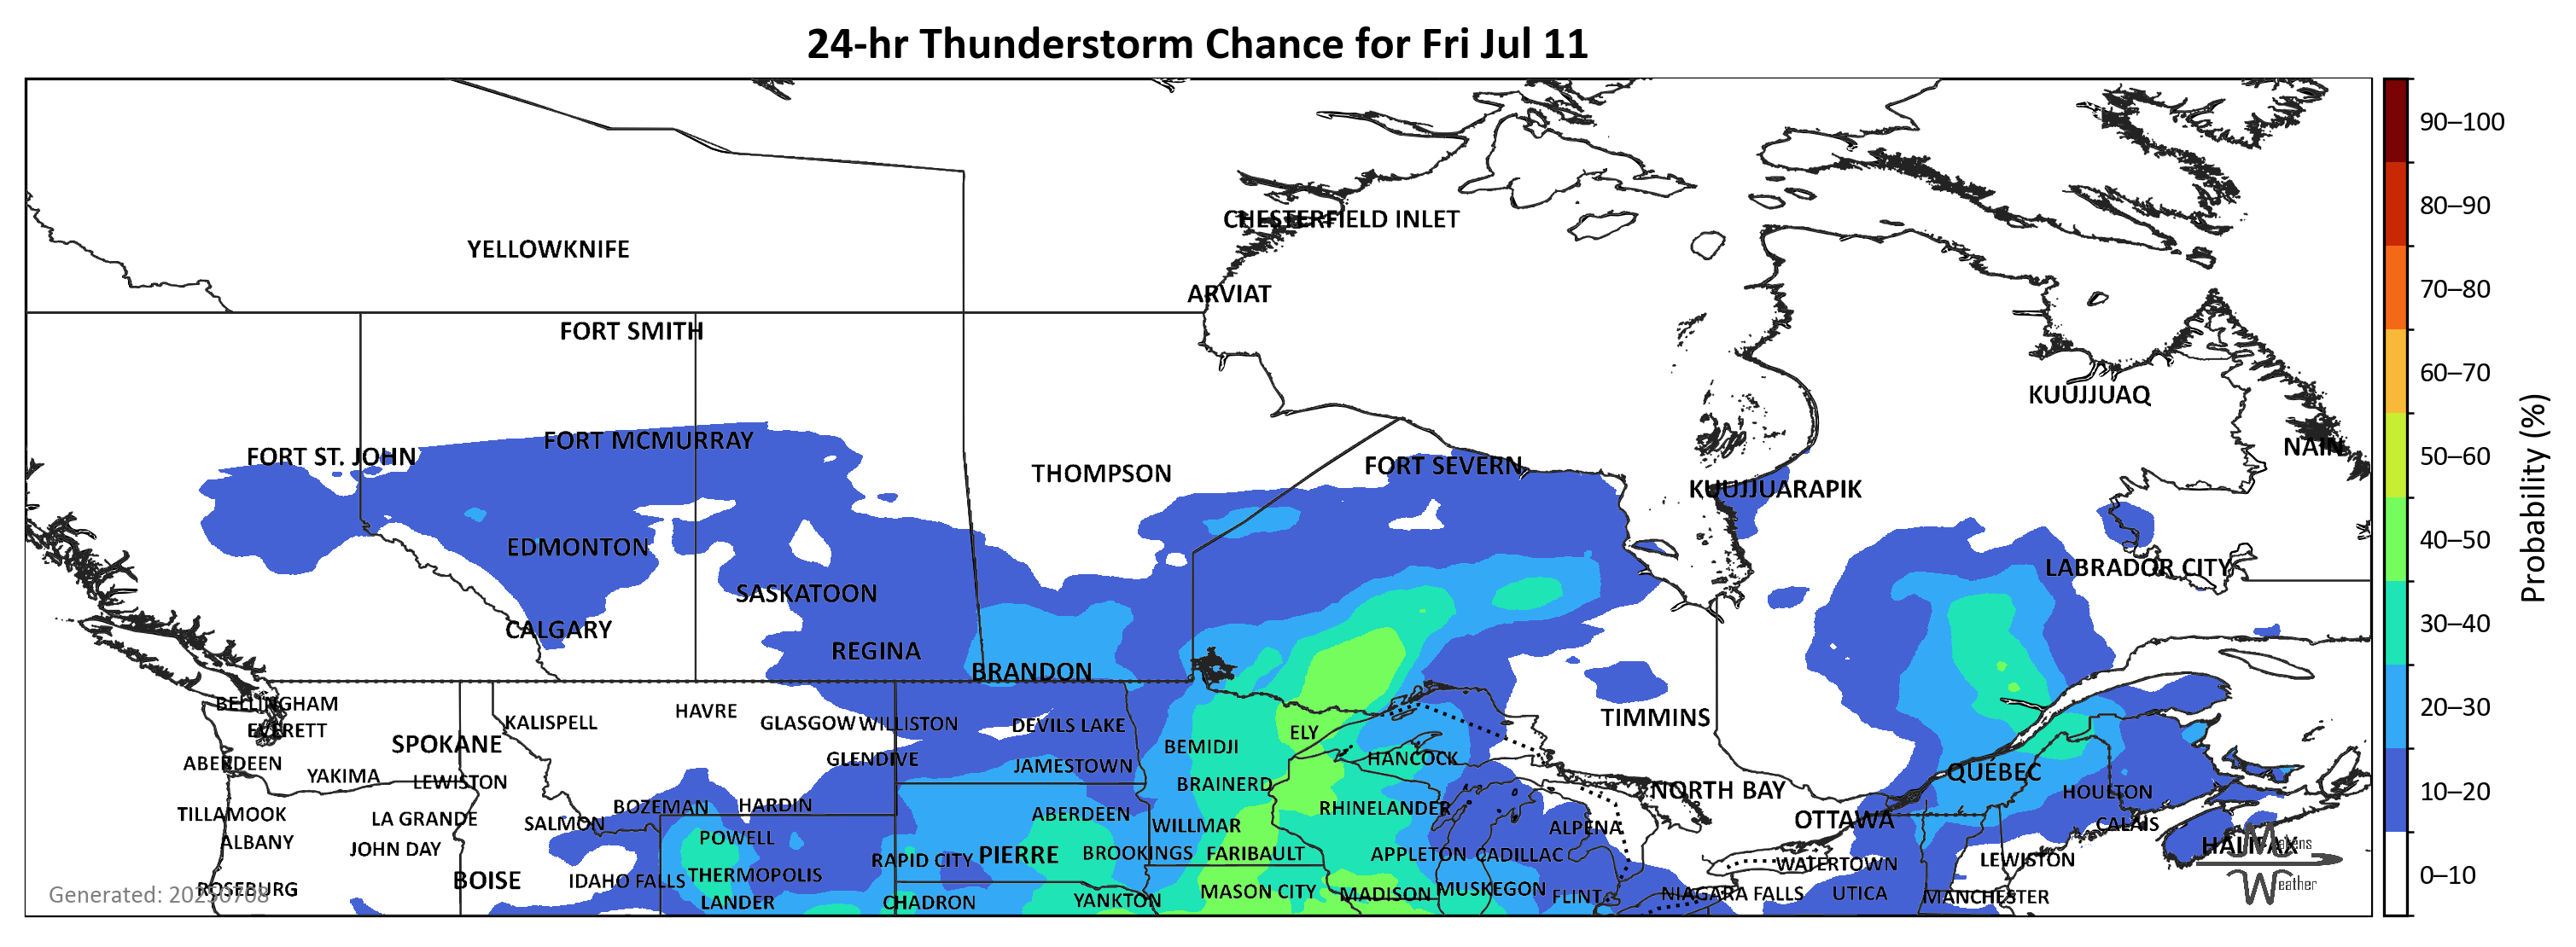 24-hr Thunderstorm Chance for Fri Jul 11
90–100
80–90
CHESTERFIELD INLET
YELLOWKNIFE
70–80
ARVIAT
FORT SMITH
60–70
KUUJJUAQ
FORT MCMURRAY
NAIN
FORT ST. JOHN
50–60
FORT SEVERN
THOMPSON
KUUJJUARAPIK
40–50
EDMONTON
Probability (%)
LABRADOR CITY
SASKATOON
30–40
CALGARY
REGINA
BRANDON
BELLINGHAM
20–30
HAVRE
TIMMINS
KALISPELL
GLASGOW
WILLISTON
DEVILS LAKE
EVERETT
ELY
SPOKANE
BEMIDJI
GLENDIVE
HANCOCK
ABERDEEN
JAMESTOWN
QUÉBEC
YAKIMA
LEWISTON
BRAINERD
NORTH BAY
HOULTON
10–20
BOZEMAN
HARDIN
RHINELANDER
TILLAMOOK
LA GRANDE
SALMON
ABERDEEN
WILLMAR
ALPENA
OTTAWA
CALAIS
ALBANY
POWELL
HALIFAX
Makens
JOHN DAY
RAPID CITY
PIERRE
BROOKINGS
FARIBAULT
APPLETON
CADILLAC
WATERTOWN
LEWISTON
BOISE
IDAHO FALLS
THERMOPOLIS
0–10
Weather
Generated: 20250708
ROSEBURG
MASON CITY
MADISON
MUSKEGON
FLINT
NIAGARA FALLS
UTICA
MANCHESTER
LANDER
CHADRON
YANKTON